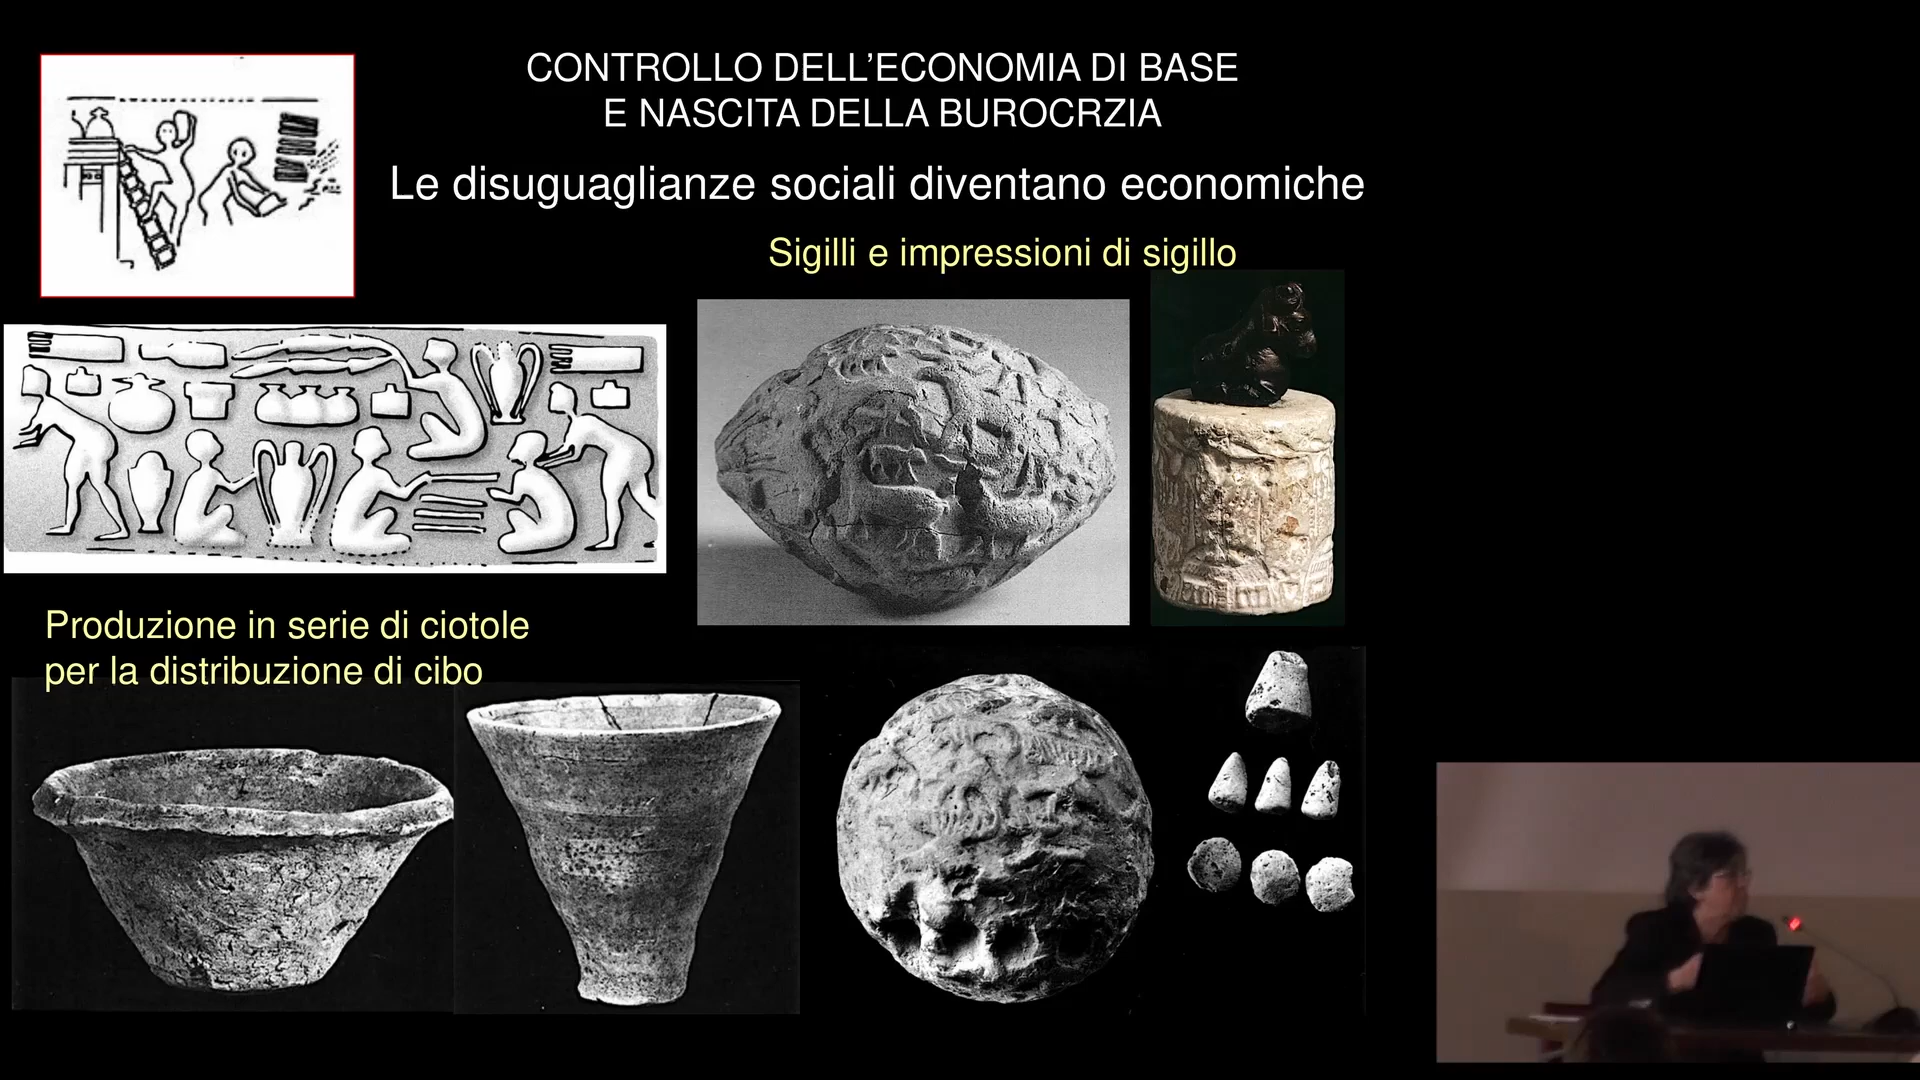 CONTROLLO DELL’ECONOMIA DI BASE
E NASCITA DELLA BUROCRZIA
Le disuguaglianze sociali diventano economiche
Sigilli e impressioni di sigillo
Produzione in serie di ciotole
per la distribuzione di cibo